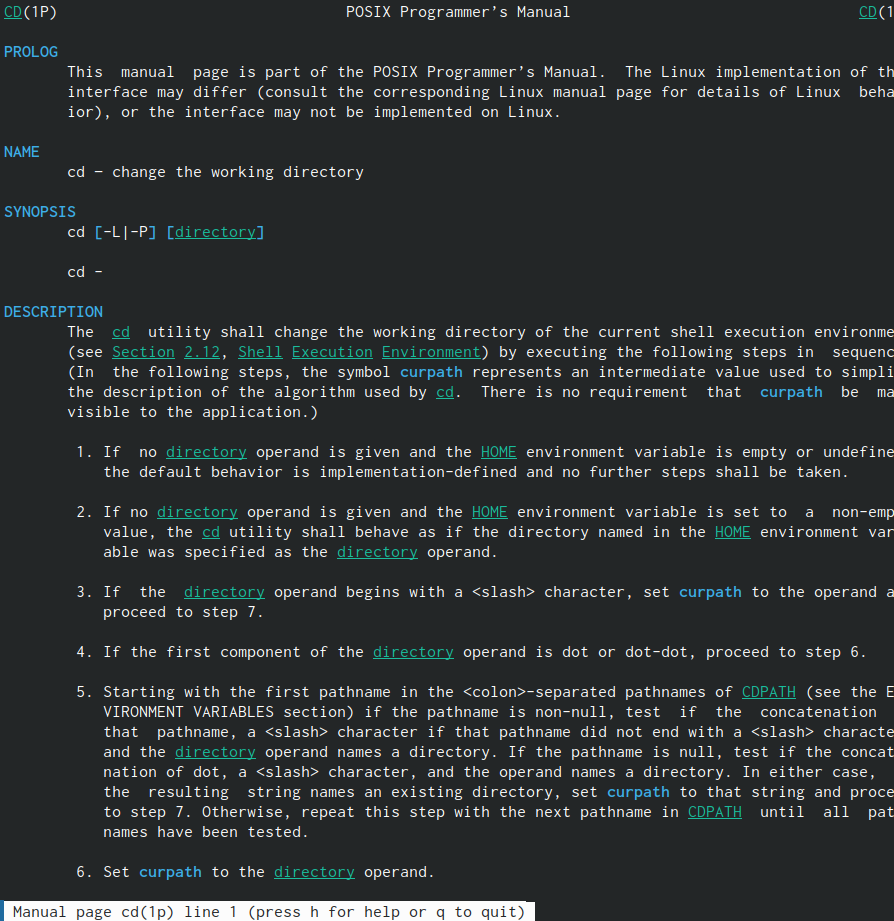 CD(1P) POSIX Programmer’s Manual CD(1
PROLOG
This manual page is part of the POSIX Programmer’s Manual. The Linux implementation of th
interface may differ (consult the corresponding Linux manual page for details of Linux beha
ior), or the interface may not be implemented on Linux.
NAME
cd — change the working directory
SYNOPSIS
cd [-L|-P] [directory]
cd -
DESCRIPTION
The cd utility shall change the working directory of the current shell execution environme
(see Section 2.12, Shell Execution Environment) by executing the following steps in sequenc
(In the following steps, the symbol curpath represents an intermediate value used to simpli
the description of the algorithm used by cd. There is no requirement that curpath be ma
visible to the application.)
1. If no directory operand is given and the HOME environment variable is empty or undefine
the default behavior is implementation-defined and no further steps shall be taken.
2. If no directory operand is given and the HOME environment variable is set to a non-emp
value, the cd utility shall behave as if the directory named in the HOME environment var
able was specified as the directory operand.
3. If the directory operand begins with a <slash> character, set curpath to the operand a
proceed to step 7.
4. If the first component of the directory operand is dot or dot-dot, proceed to step 6.
5. Starting with the first pathname in the <colon>-separated pathnames of CDPATH (see the E
VIRONMENT VARIABLES section) if the pathname is non-null, test if the concatenation
that pathname, a <slash> character if that pathname did not end with a <slash> characte
and the directory operand names a directory. If the pathname is null, test if the concat
nation of dot, a <slash> character, and the operand names a directory. In either case,
the resulting string names an existing directory, set curpath to that string and proce
to step 7. Otherwise, repeat this step with the next pathname in CDPATH until all pat
names have been tested.
6. Set curpath to the directory operand.
Manual page cd(1p) line 1 (press h for help or q to quit)